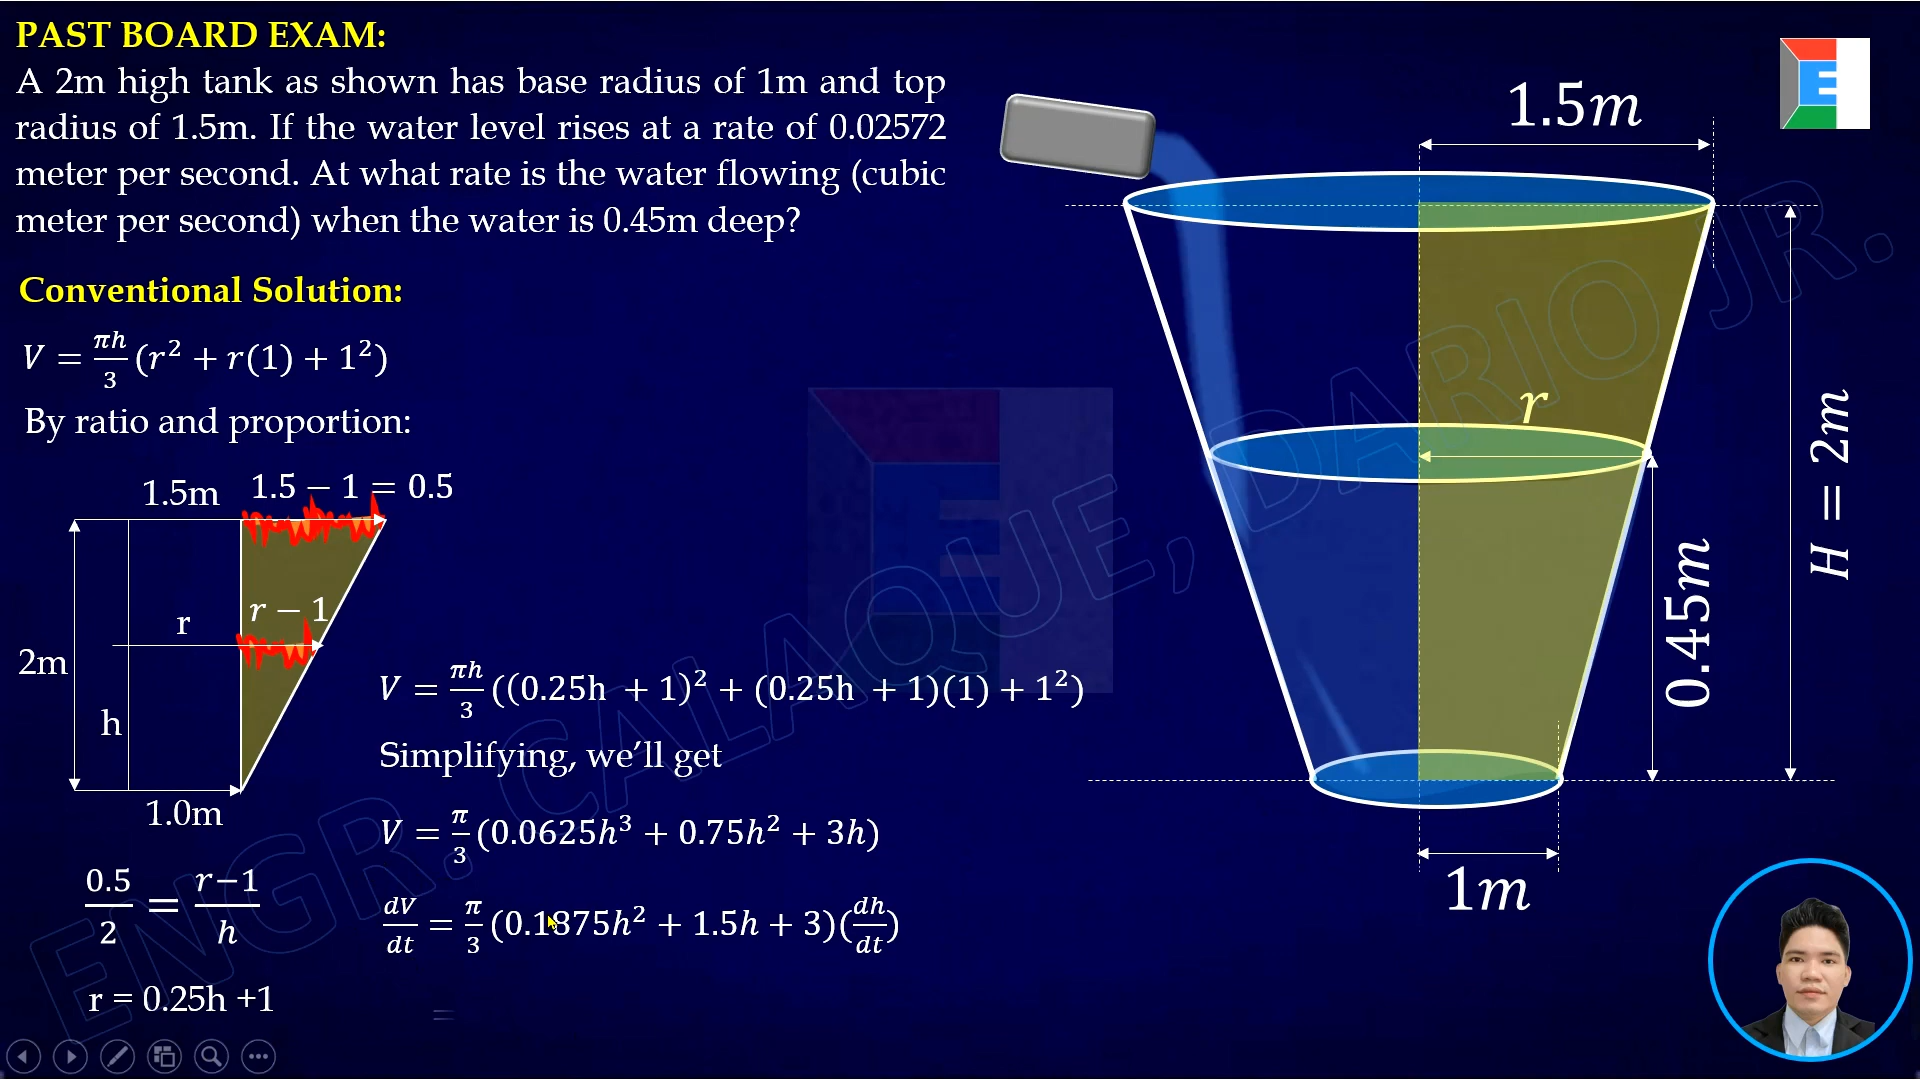 PAST BOARD EXAM:
A 2m high tank as shown has base radius of 1m and top
radius of 1.5m. If the water level rises at a rate of 0.02572
meter per second. At what rate is the water flowing (cubic
meter per second) when the water is 0.45m deep?
Conventional Solution:
V = πh/3 (r² + r(1) + 1²)
By ratio and proportion:
1.5m 1.5 − 1 = 0.5
r − 1
r
2m
h
1.0m
0.5/2 = r−1/h
r = 0.25h +1
V = πh/3 ((0.25h + 1)² + (0.25h + 1)(1) + 1²)
Simplifying, we’ll get
V = π/3 (0.0625h³ + 0.75h² + 3h)
dV/dt = π/3 (0.1875h² + 1.5h + 3)(dh/dt)
=
1.5m
r
H = 2m
0.45m
1m
E
E
ENGR. CALAQUE, DARIO JR.